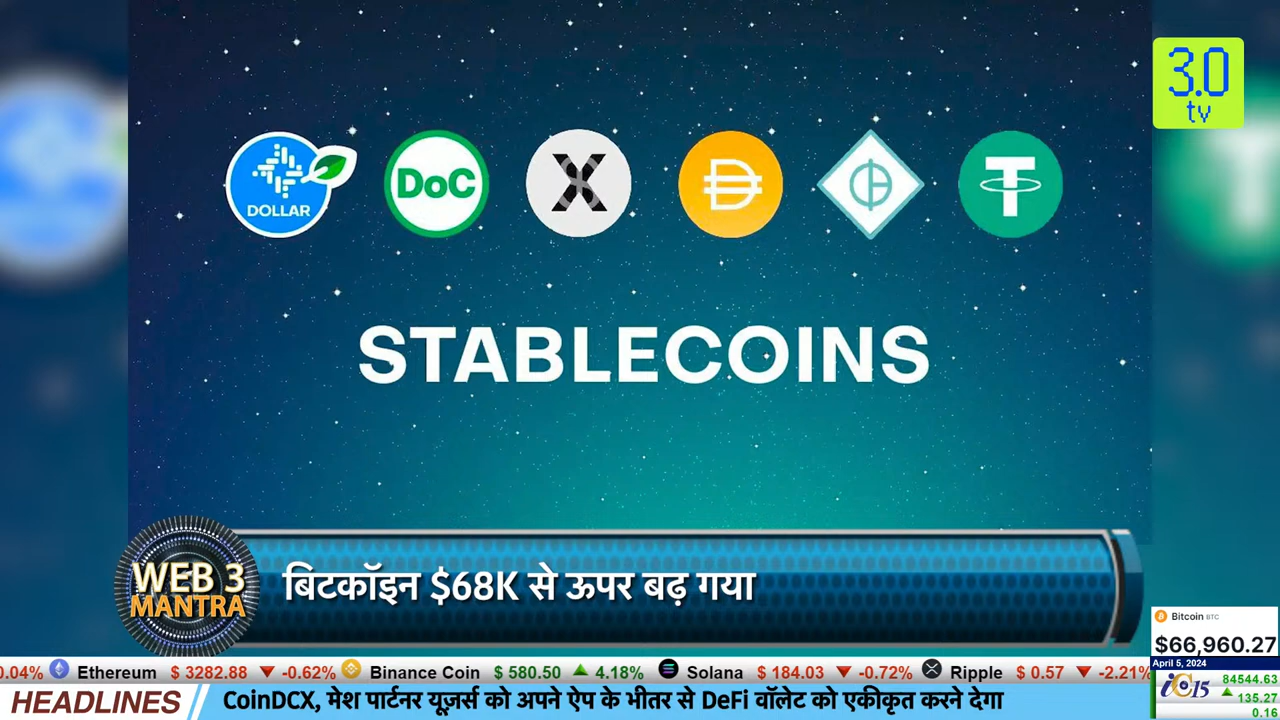 3.0
tv
DOLLAR
DoC
X
STABLECOINS
WEB 3
MANTRA
बिटकॉइन $68K से ऊपर बढ़ गया
Bitcoin BTC
$66,960.27
April 5, 2024
0.04% Ethereum $ 3282.88 -0.62% Binance Coin $ 580.50 4.18% Solana $ 184.03 -0.72% Ripple $ 0.57 -2.21%
84544.63
135.27
0.16
15
HEADLINES
CoinDCX, मेश पार्टनर यूज़र्स को अपने ऐप के भीतर से DeFi वॉलेट को एकीकृत करने देगा